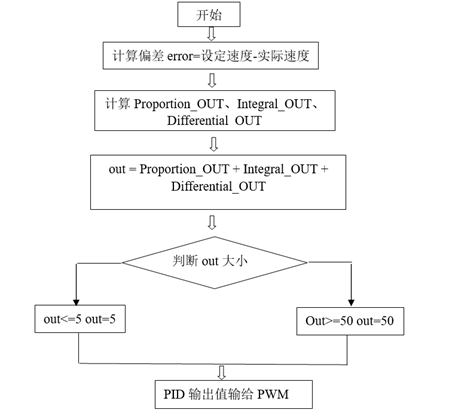 开始
计算偏差 error=设定速度-实际速度
计算 Proportion_OUT、Integral_OUT、
Differential OUT
out = Proportion_OUT + Integral_OUT +
Differential_OUT
判断 out 大小
out<=5 out=5
Out>=50 out=50
PID 输出值输给 PWM